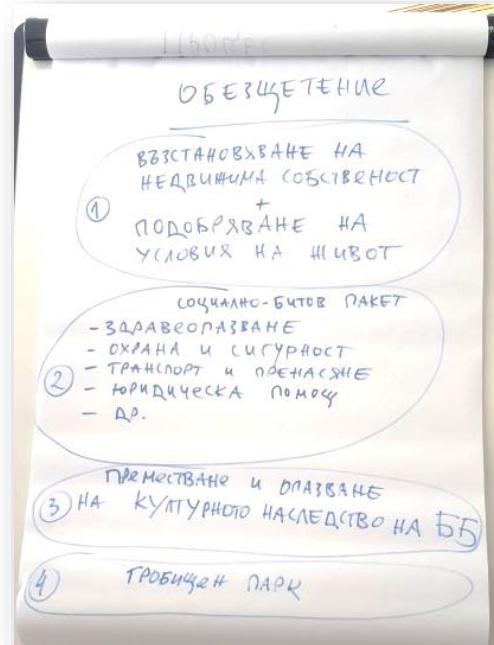 ОБЕЗЩЕТЕНИЕ
ВЪЗСТАНОВЯВАНЕ НА
НЕДВИЖИМА СОБСТВЕНОСТ
①
+
ПОДОБРЯВАНЕ НА
УСЛОВИЯ НА ЖИВОТ
СОЦИАЛНО-БИТОВ ПАКЕТ
- ЗДРАВЕОПАЗВАНЕ
- ОХРАНА И СИГУРНОСТ
- ТРАНСПОРТ И ПРЕНАСЯНЕ
② - ЮРИДИЧЕСКА ПОМОЩ
- ДР.
ПРЕМЕСТВАНЕ И ОПАЗВАНЕ
③ НА КУЛТУРНОТО НАСЛЕДСТВО НА ББ
④ ГРОБИЩЕН ПАРК